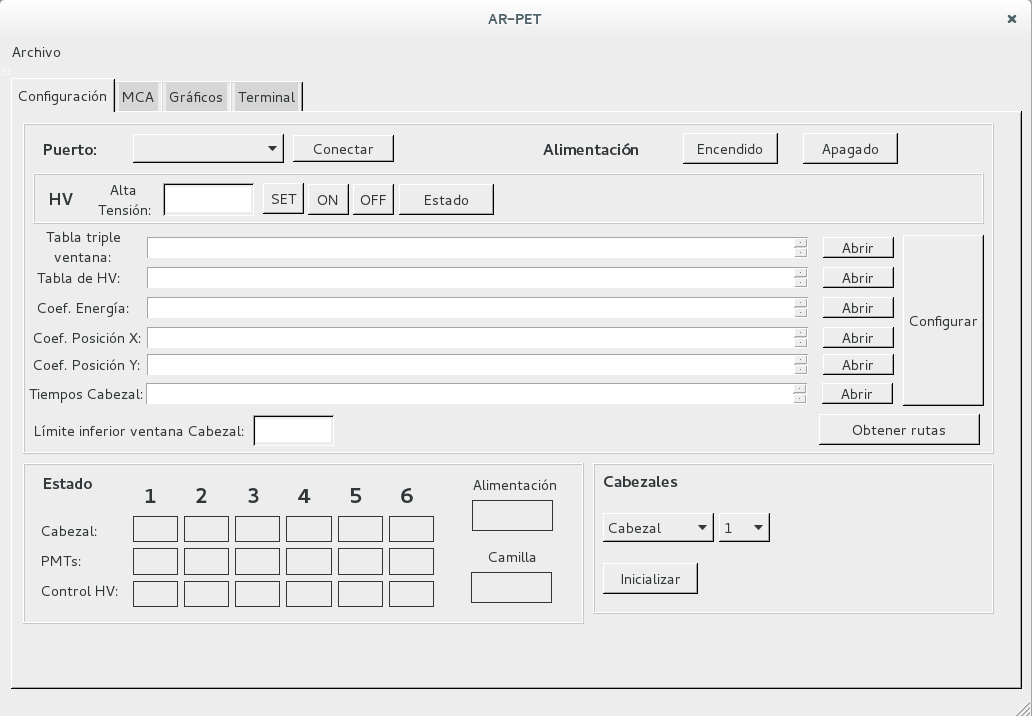 AR-PET
Archivo
Configuración MCA Gráficos Terminal
Puerto: Conectar Alimentación Encendido Apagado
HV Alta Tensión: SET ON OFF Estado
Tabla triple ventana: Abrir
Tabla de HV: Abrir
Coef. Energía: Abrir
Configurar
Coef. Posición X: Abrir
Coef. Posición Y: Abrir
Tiempos Cabezal: Abrir
Límite inferior ventana Cabezal: Obtener rutas
Estado
1 2 3 4 5 6
Cabezal:
PMTs:
Control HV:
Alimentación
Camilla
Cabezales
Cabezal 1
Inicializar